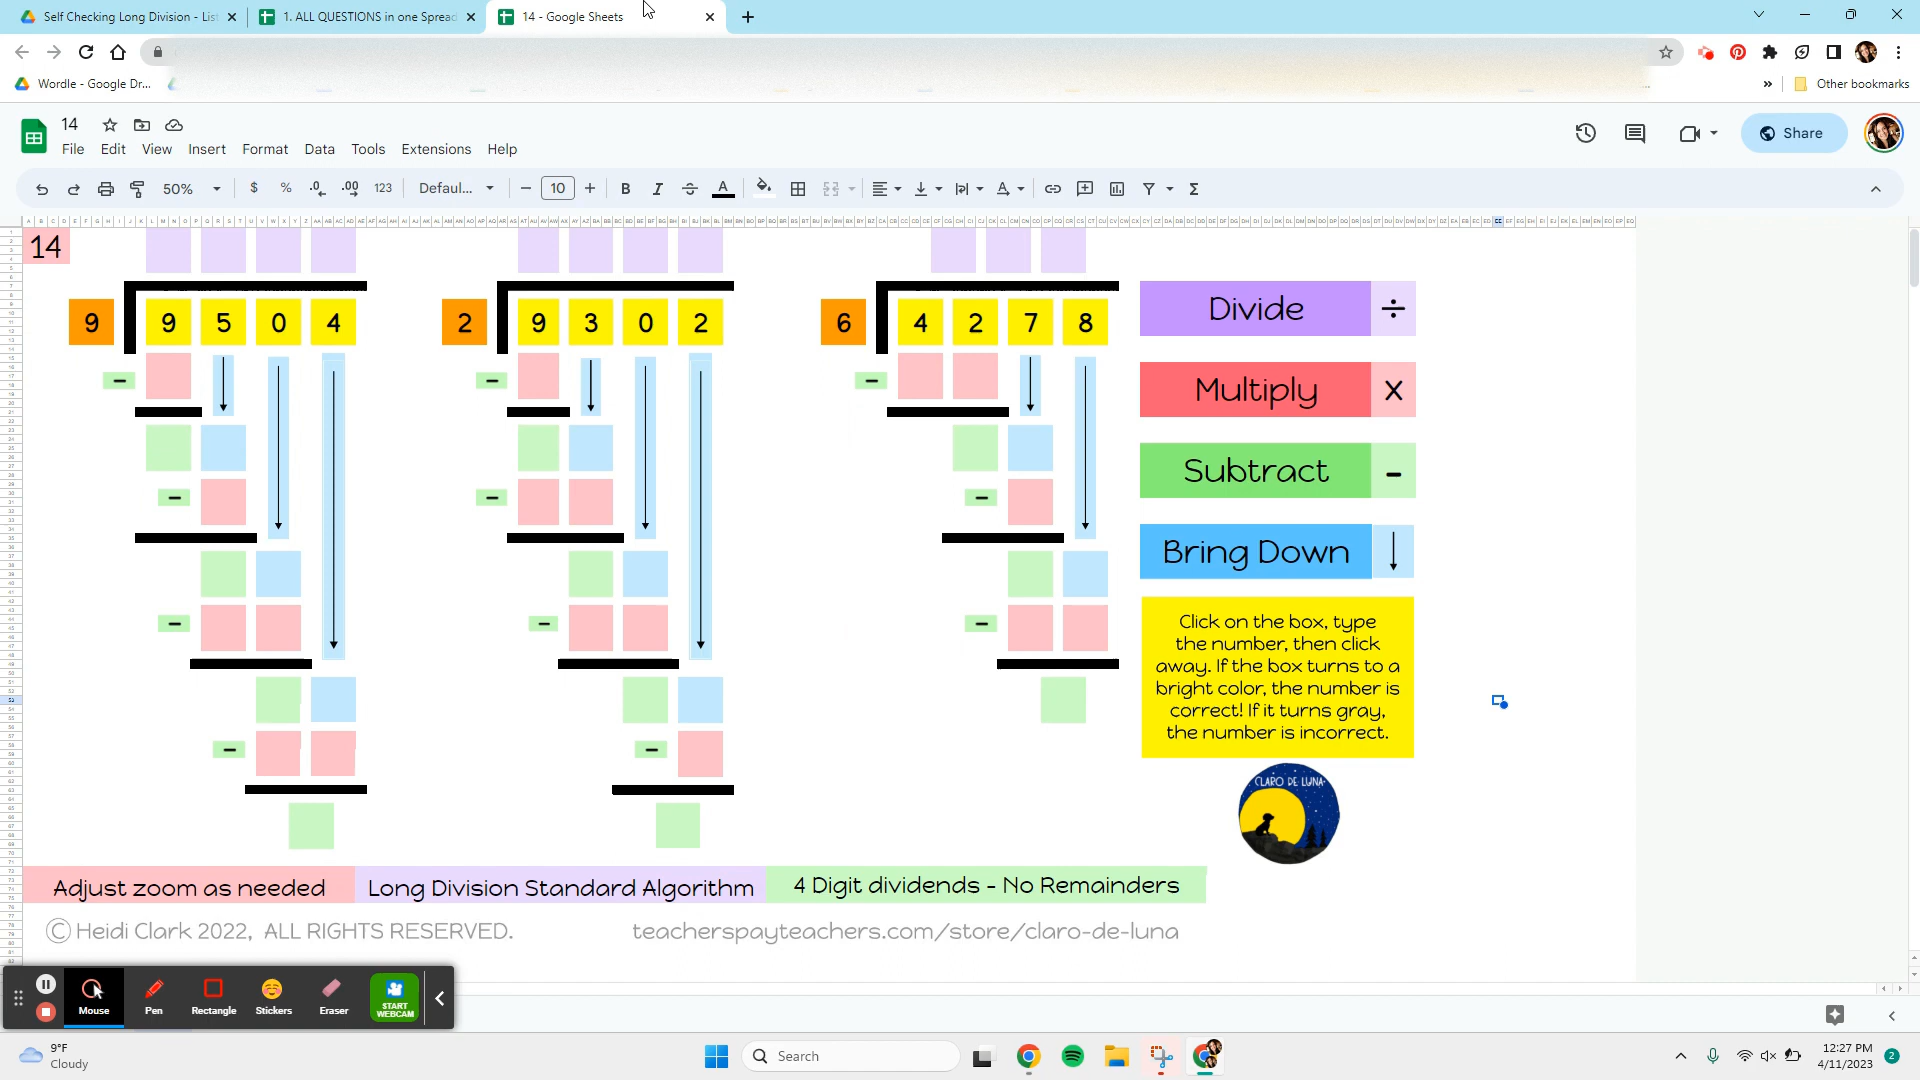 Self Checking Long Division - List
1. ALL QUESTIONS in one Spread
14 - Google Sheets
Wordle - Google Dr...
Other bookmarks
14
File Edit View Insert Format Data Tools Extensions Help
Share
50% $ % .0 .00 123 Defaul... 10 B I A
14
9 9 5 0 4
2 9 3 0 2
6 4 2 7 8
Divide ÷
Multiply x
Subtract -
Bring Down
Click on the box, type
the number, then click
away. If the box turns to a
bright color, the number is
correct! If it turns gray,
the number is incorrect.
CLARO DE LUNA
Adjust zoom as needed
Long Division Standard Algorithm
4 Digit dividends - No Remainders
© Heidi Clark 2022, ALL RIGHTS RESERVED.
teacherspayteachers.com/store/claro-de-luna
Mouse Pen Rectangle Stickers Eraser
START
WEBCAM
9°F
Cloudy
Search
12:27 PM
4/11/2023
2